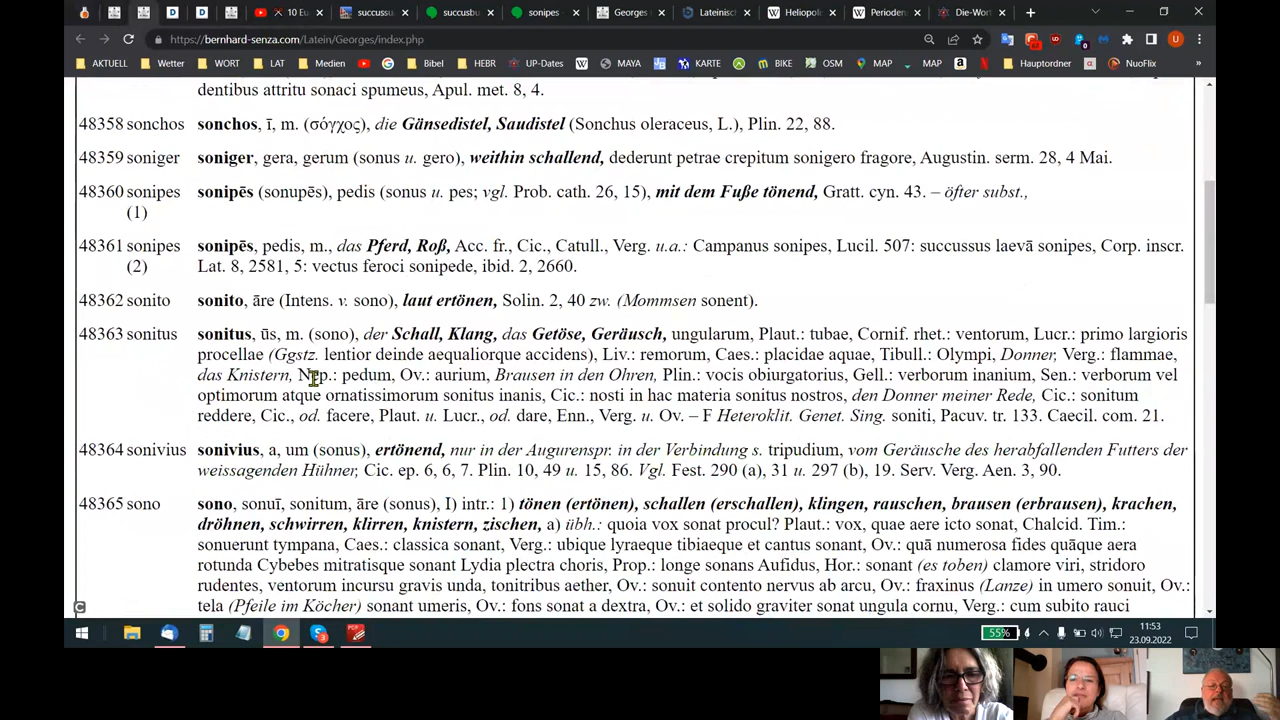 10 Eu
succussu
succusbu
sonipes -
Georges
Lateinisch
Heliopole
Perioden
Die-Wort
https://bernhard-senza.com/Latein/Georges/index.php
AKTUELL Wetter WORT LAT Medien Bibel HEBR UP-Dates MAYA KARTE BIKE OSM MAP MAP Hauptordner NuoFlix »
dentibus attritu sonaci spumeus, Apul. met. 8, 4.
48358 sonchos sonchos, ī, m. (σόγχος), die Gänsedistel, Saudistel (Sonchus oleraceus, L.), Plin. 22, 88.
48359 soniger soniger, gera, gerum (sonus u. gero), weithin schallend, dederunt petrae crepitum sonigero fragore, Augustin. serm. 28, 4 Mai.
48360 sonipes sonipēs (sonupēs), pedis (sonus u. pes; vgl. Prob. cath. 26, 15), mit dem Fuße tönend, Gratt. cyn. 43. – öfter subst.,
(1)
48361 sonipes sonipēs, pedis, m., das Pferd, Roß, Acc. fr., Cic., Catull., Verg. u.a.: Campanus sonipes, Lucil. 507: succussus laevā sonipes, Corp. inscr.
(2) Lat. 8, 2581, 5: vectus feroci sonipede, ibid. 2, 2660.
48362 sonito sonito, āre (Intens. v. sono), laut ertönen, Solin. 2, 40 zw. (Mommsen sonent).
48363 sonitus sonitus, ūs, m. (sono), der Schall, Klang, das Getöse, Geräusch, ungularum, Plaut.: tubae, Cornif. rhet.: ventorum, Lucr.: primo largioris
procellae (Ggstz. lentior deinde aequaliorque accidens), Liv.: remorum, Caes.: placidae aquae, Tibull.: Olympi, Donner, Verg.: flammae,
das Knistern, Nep.: pedum, Ov.: aurium, Brausen in den Ohren, Plin.: vocis obiurgatorius, Gell.: verborum inanium, Sen.: verborum vel
optimorum atque ornatissimorum sonitus inanis, Cic.: nosti in hac materia sonitus nostros, den Donner meiner Rede, Cic.: sonitum
reddere, Cic., od. facere, Plaut. u. Lucr., od. dare, Enn., Verg. u. Ov. – F Heteroklit. Genet. Sing. soniti, Pacuv. tr. 133. Caecil. com. 21.
48364 sonivius sonivius, a, um (sonus), ertönend, nur in der Augurenspr. in der Verbindung s. tripudium, vom Geräusche des herabfallenden Futters der
weissagenden Hühner, Cic. ep. 6, 6, 7. Plin. 10, 49 u. 15, 86. Vgl. Fest. 290 (a), 31 u. 297 (b), 19. Serv. Verg. Aen. 3, 90.
48365 sono sono, sonuī, sonitum, āre (sonus), I) intr.: 1) tönen (ertönen), schallen (erschallen), klingen, rauschen, brausen (erbrausen), krachen,
dröhnen, schwirren, klirren, knistern, zischen, a) übh.: quoia vox sonat procul? Plaut.: vox, quae aere icto sonat, Chalcid. Tim.:
sonuerunt tympana, Caes.: classica sonant, Verg.: ubique lyraeque tibiaeque et cantus sonant, Ov.: quā numerosa fides quāque aera
rotunda Cybebes mitratisque sonant Lydia plectra choris, Prop.: longe sonans Aufidus, Hor.: sonant (es toben) clamore viri, stridoro
rudentes, ventorum incursu gravis unda, tonitribus aether, Ov.: sonuit contento nervus ab arcu, Ov.: fraxinus (Lanze) in umero sonuit, Ov.:
tela (Pfeile im Köcher) sonant umeris, Ov.: fons sonat a dextra, Ov.: et solido graviter sonat ungula cornu, Verg.: cum subito rauci
55%
11:53
23.09.2022